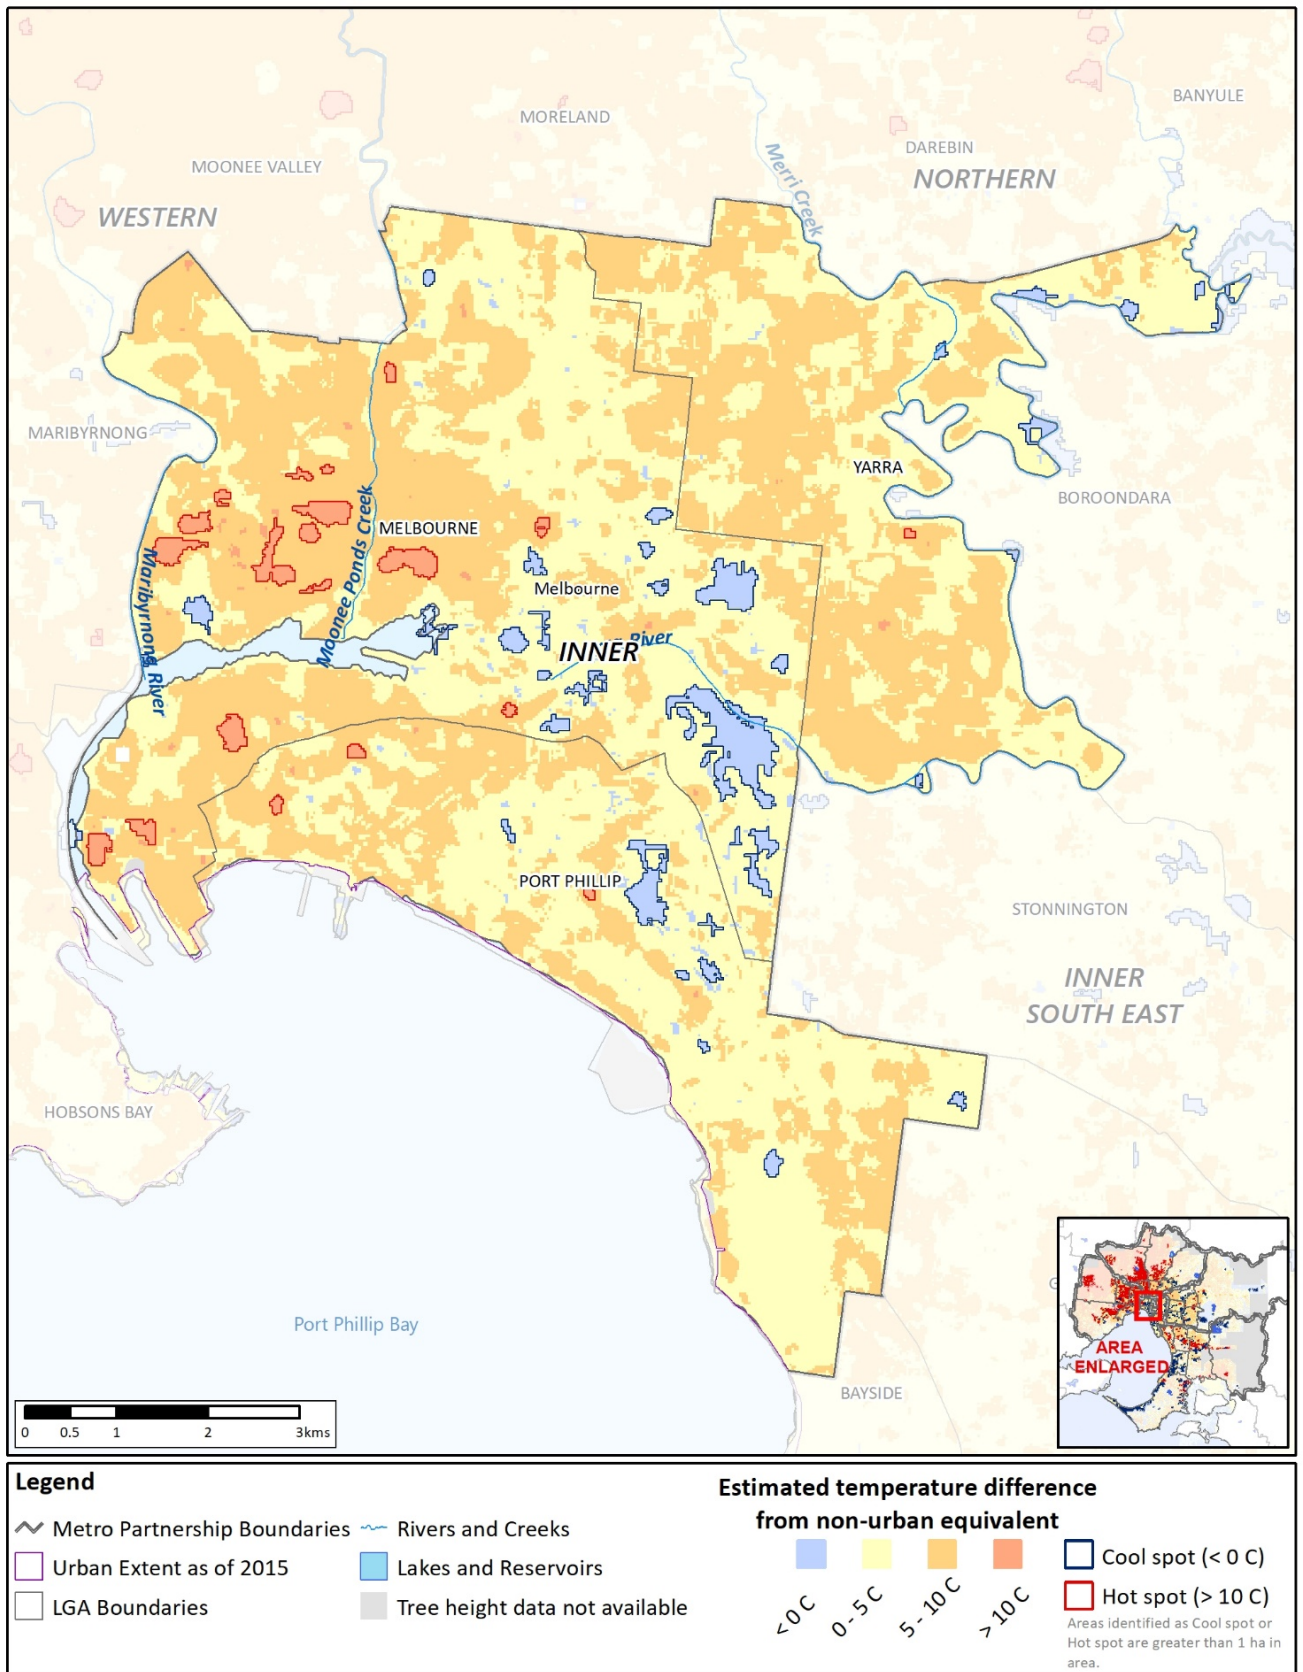 BANYULE
MORELAND
DAREBIN
MOONEE VALLEY
NORTHERN
Merri Creek
WESTERN
MARIBYRNONG
YARRA
BOROONDARA
MELBOURNE
Moonee Ponds Creek
Maribyrnong River
Melbourne
River
INNER
PORT PHILLIP
STONNINGTON
INNER
SOUTH EAST
HOBSONS BAY
Port Phillip Bay
BAYSIDE
AREA
ENLARGED
0 0.5 1 2 3kms
Legend
Metro Partnership Boundaries
Rivers and Creeks
Urban Extent as of 2015
Lakes and Reservoirs
LGA Boundaries
Tree height data not available
Estimated temperature difference
from non-urban equivalent
< 0 C
0 - 5 C
5 - 10 C
> 10 C
Cool spot (< 0 C)
Hot spot (> 10 C)
Areas identified as Cool spot or
Hot spot are greater than 1 ha in
area.